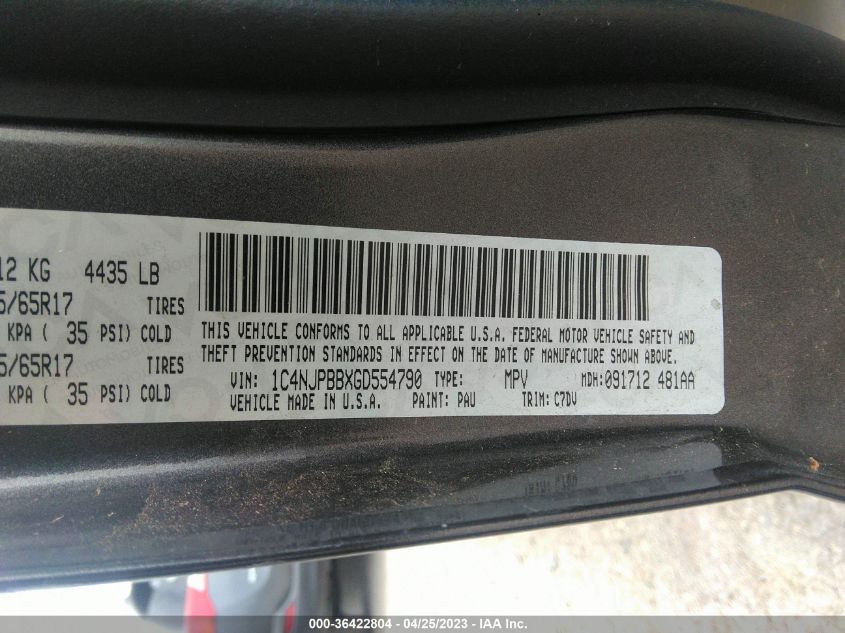 12 KG 4435 LB
5/65R17 TIRES
KPA ( 35 PSI) COLD
5/65R17 TIRES
KPA ( 35 PSI) COLD
THIS VEHICLE CONFORMS TO ALL APPLICABLE U.S.A. FEDERAL MOTOR VEHICLE SAFETY AND
THEFT PREVENTION STANDARDS IN EFFECT ON THE DATE OF MANUFACTURE SHOWN ABOVE.
VIN: 1C4NJPBBXGD554790 TYPE: MPV MDH:091712 481AA
VEHICLE MADE IN U.S.A. PAINT: PAU TRIM: C7DV
000-36422804 - 04/25/2023 - IAA Inc.